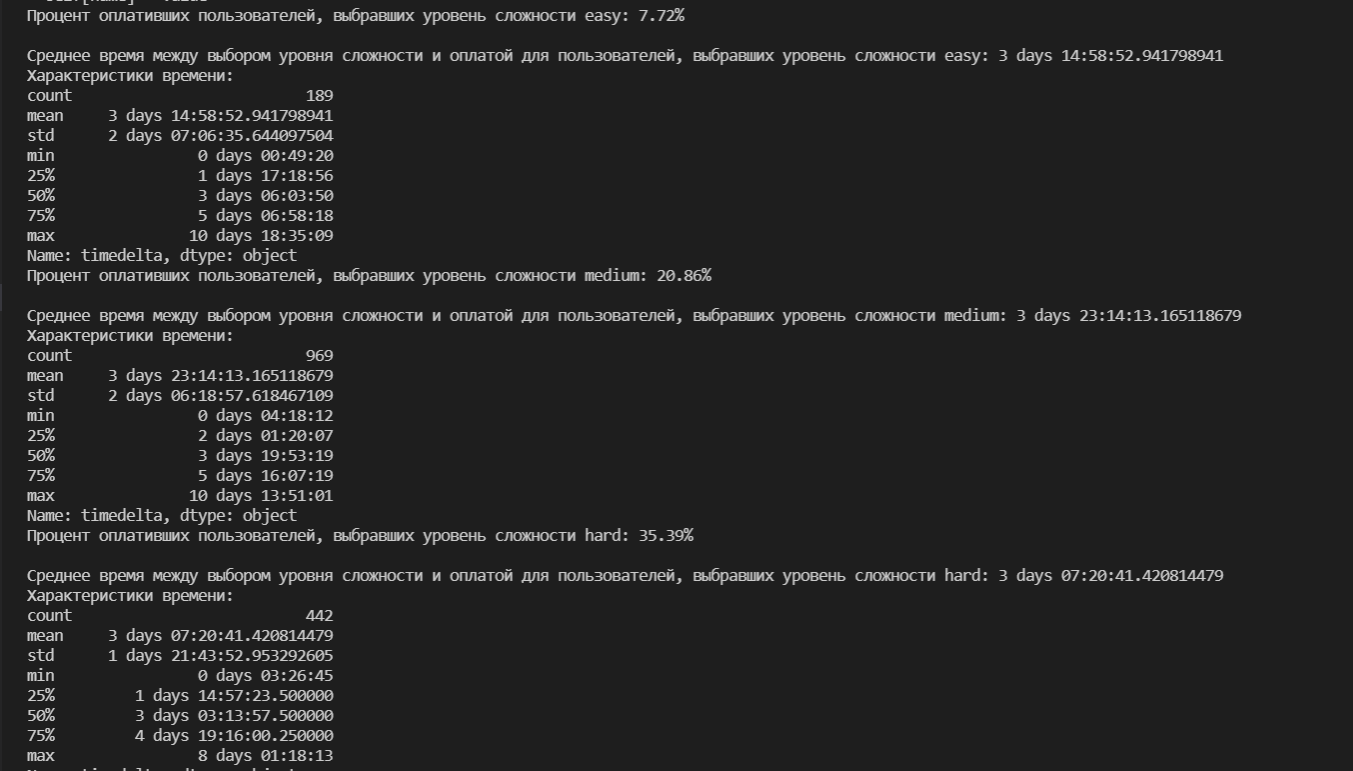 Процент оплативших пользователей, выбравших уровень сложности easy: 7.72%
Среднее время между выбором уровня сложности и оплатой для пользователей, выбравших уровень сложности easy: 3 days 14:58:52.941798941
Характеристики времени:
count 189
mean 3 days 14:58:52.941798941
std 2 days 07:06:35.644097504
min 0 days 00:49:20
25% 1 days 17:18:56
50% 3 days 06:03:50
75% 5 days 06:58:18
max 10 days 18:35:09
Name: timedelta, dtype: object
Процент оплативших пользователей, выбравших уровень сложности medium: 20.86%
Среднее время между выбором уровня сложности и оплатой для пользователей, выбравших уровень сложности medium: 3 days 23:14:13.165118679
Характеристики времени:
count 969
mean 3 days 23:14:13.165118679
std 2 days 06:18:57.618467109
min 0 days 04:18:12
25% 2 days 01:20:07
50% 3 days 19:53:19
75% 5 days 16:07:19
max 10 days 13:51:01
Name: timedelta, dtype: object
Процент оплативших пользователей, выбравших уровень сложности hard: 35.39%
Среднее время между выбором уровня сложности и оплатой для пользователей, выбравших уровень сложности hard: 3 days 07:20:41.420814479
Характеристики времени:
count 442
mean 3 days 07:20:41.420814479
std 1 days 21:43:52.953292605
min 0 days 03:26:45
25% 1 days 14:57:23.500000
50% 3 days 03:13:57.500000
75% 4 days 19:16:00.250000
max 8 days 01:18:13